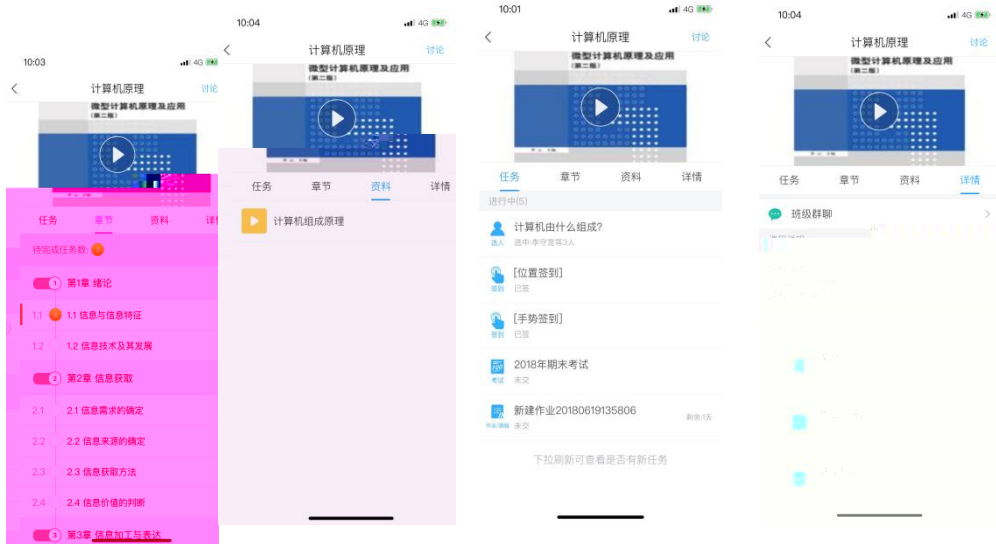 10:03
4G
计算机原理
讨论
微型计算机原理及应用
(第二版)
任务
章节
资料
待完成任务数:
1 第1章 绪论
1.1 1.1 信息与信息特征
1.2 1.2 信息技术及其发展
2 第2章 信息获取
2.1 2.1 信息需求的确定
2.2 2.2 信息来源的确定
2.3 2.3 信息获取方法
2.4 2.4 信息价值的判断
3 第3章 信息加工与表达
10:04
4G
计算机原理
讨论
微型计算机原理及应用
(第二版)
任务
章节
资料
详情
计算机组成原理
10:01
4G
计算机原理
讨论
微型计算机原理及应用
(第二版)
任务
章节
资料
详情
进行中(5)
计算机由什么组成?
选人
[位置签到]
签到 已签
[手势签到]
签到 已签
2018年期末考试
考试 未交
新建作业20180619135806
未交
剩余1天
下拉刷新可查看是否有新任务
10:04
4G
计算机原理
讨论
微型计算机原理及应用
(第二版)
任务
章节
资料
详情
班级群聊